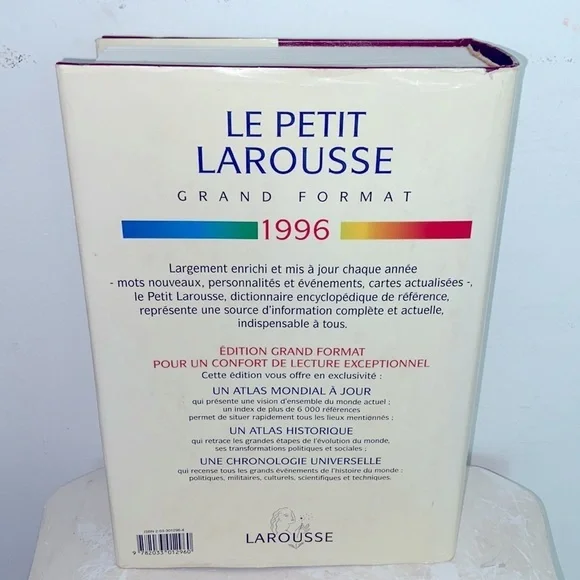 LE PETIT
LAROUSSE
GRAND FORMAT
1996
Largement enrichi et mis à jour chaque année
- mots nouveaux, personnalités et événements, cartes actualisées -,
le Petit Larousse, dictionnaire encyclopédique de référence,
représente une source d'information complète et actuelle,
indispensable à tous.
ÉDITION GRAND FORMAT
POUR UN CONFORT DE LECTURE EXCEPTIONNEL
Cette édition vous offre en exclusivité :
UN ATLAS MONDIAL À JOUR
qui présente une vision d'ensemble du monde actuel ;
un index de plus de 6 000 références
permet de situer rapidement tous les lieux mentionnés ;
UN ATLAS HISTORIQUE
qui retrace les grandes étapes de l'évolution du monde,
ses transformations politiques et sociales ;
UNE CHRONOLOGIE UNIVERSELLE
qui recense tous les grands événements de l'histoire du monde :
politiques, militaires, culturels, scientifiques et techniques.
9 782033 012960
LAROUSSE